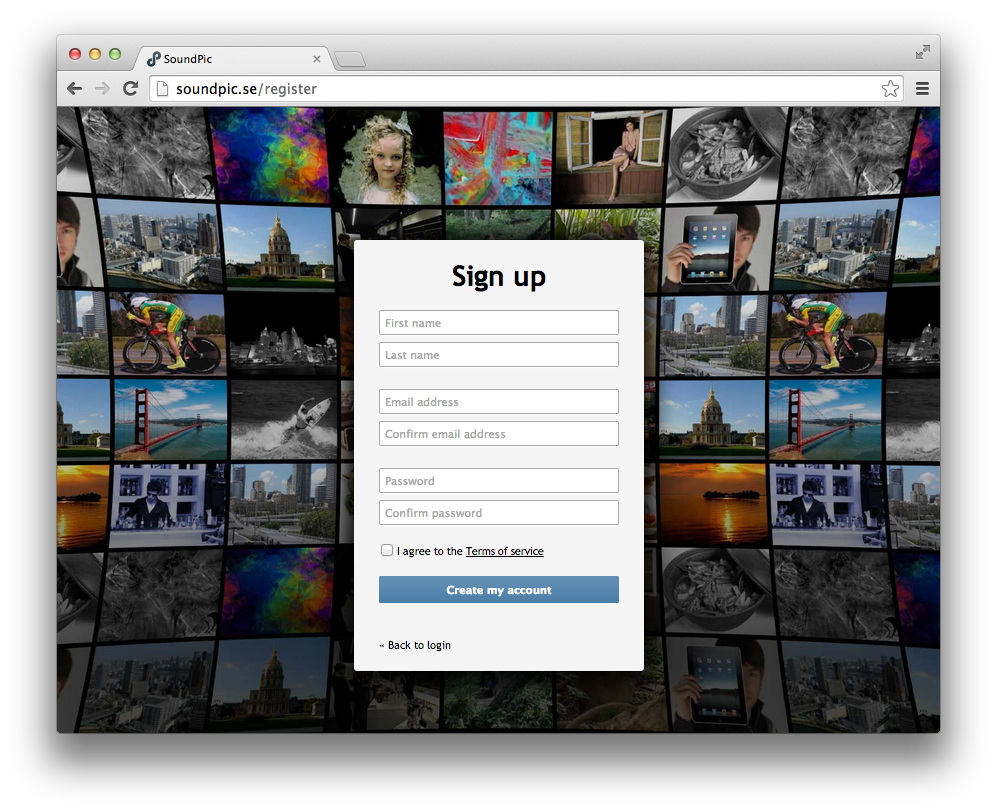 SoundPic
soundpic.se/register
Sign up
First name
Last name
Email address
Confirm email address
Password
Confirm password
I agree to the Terms of service
Create my account
« Back to login